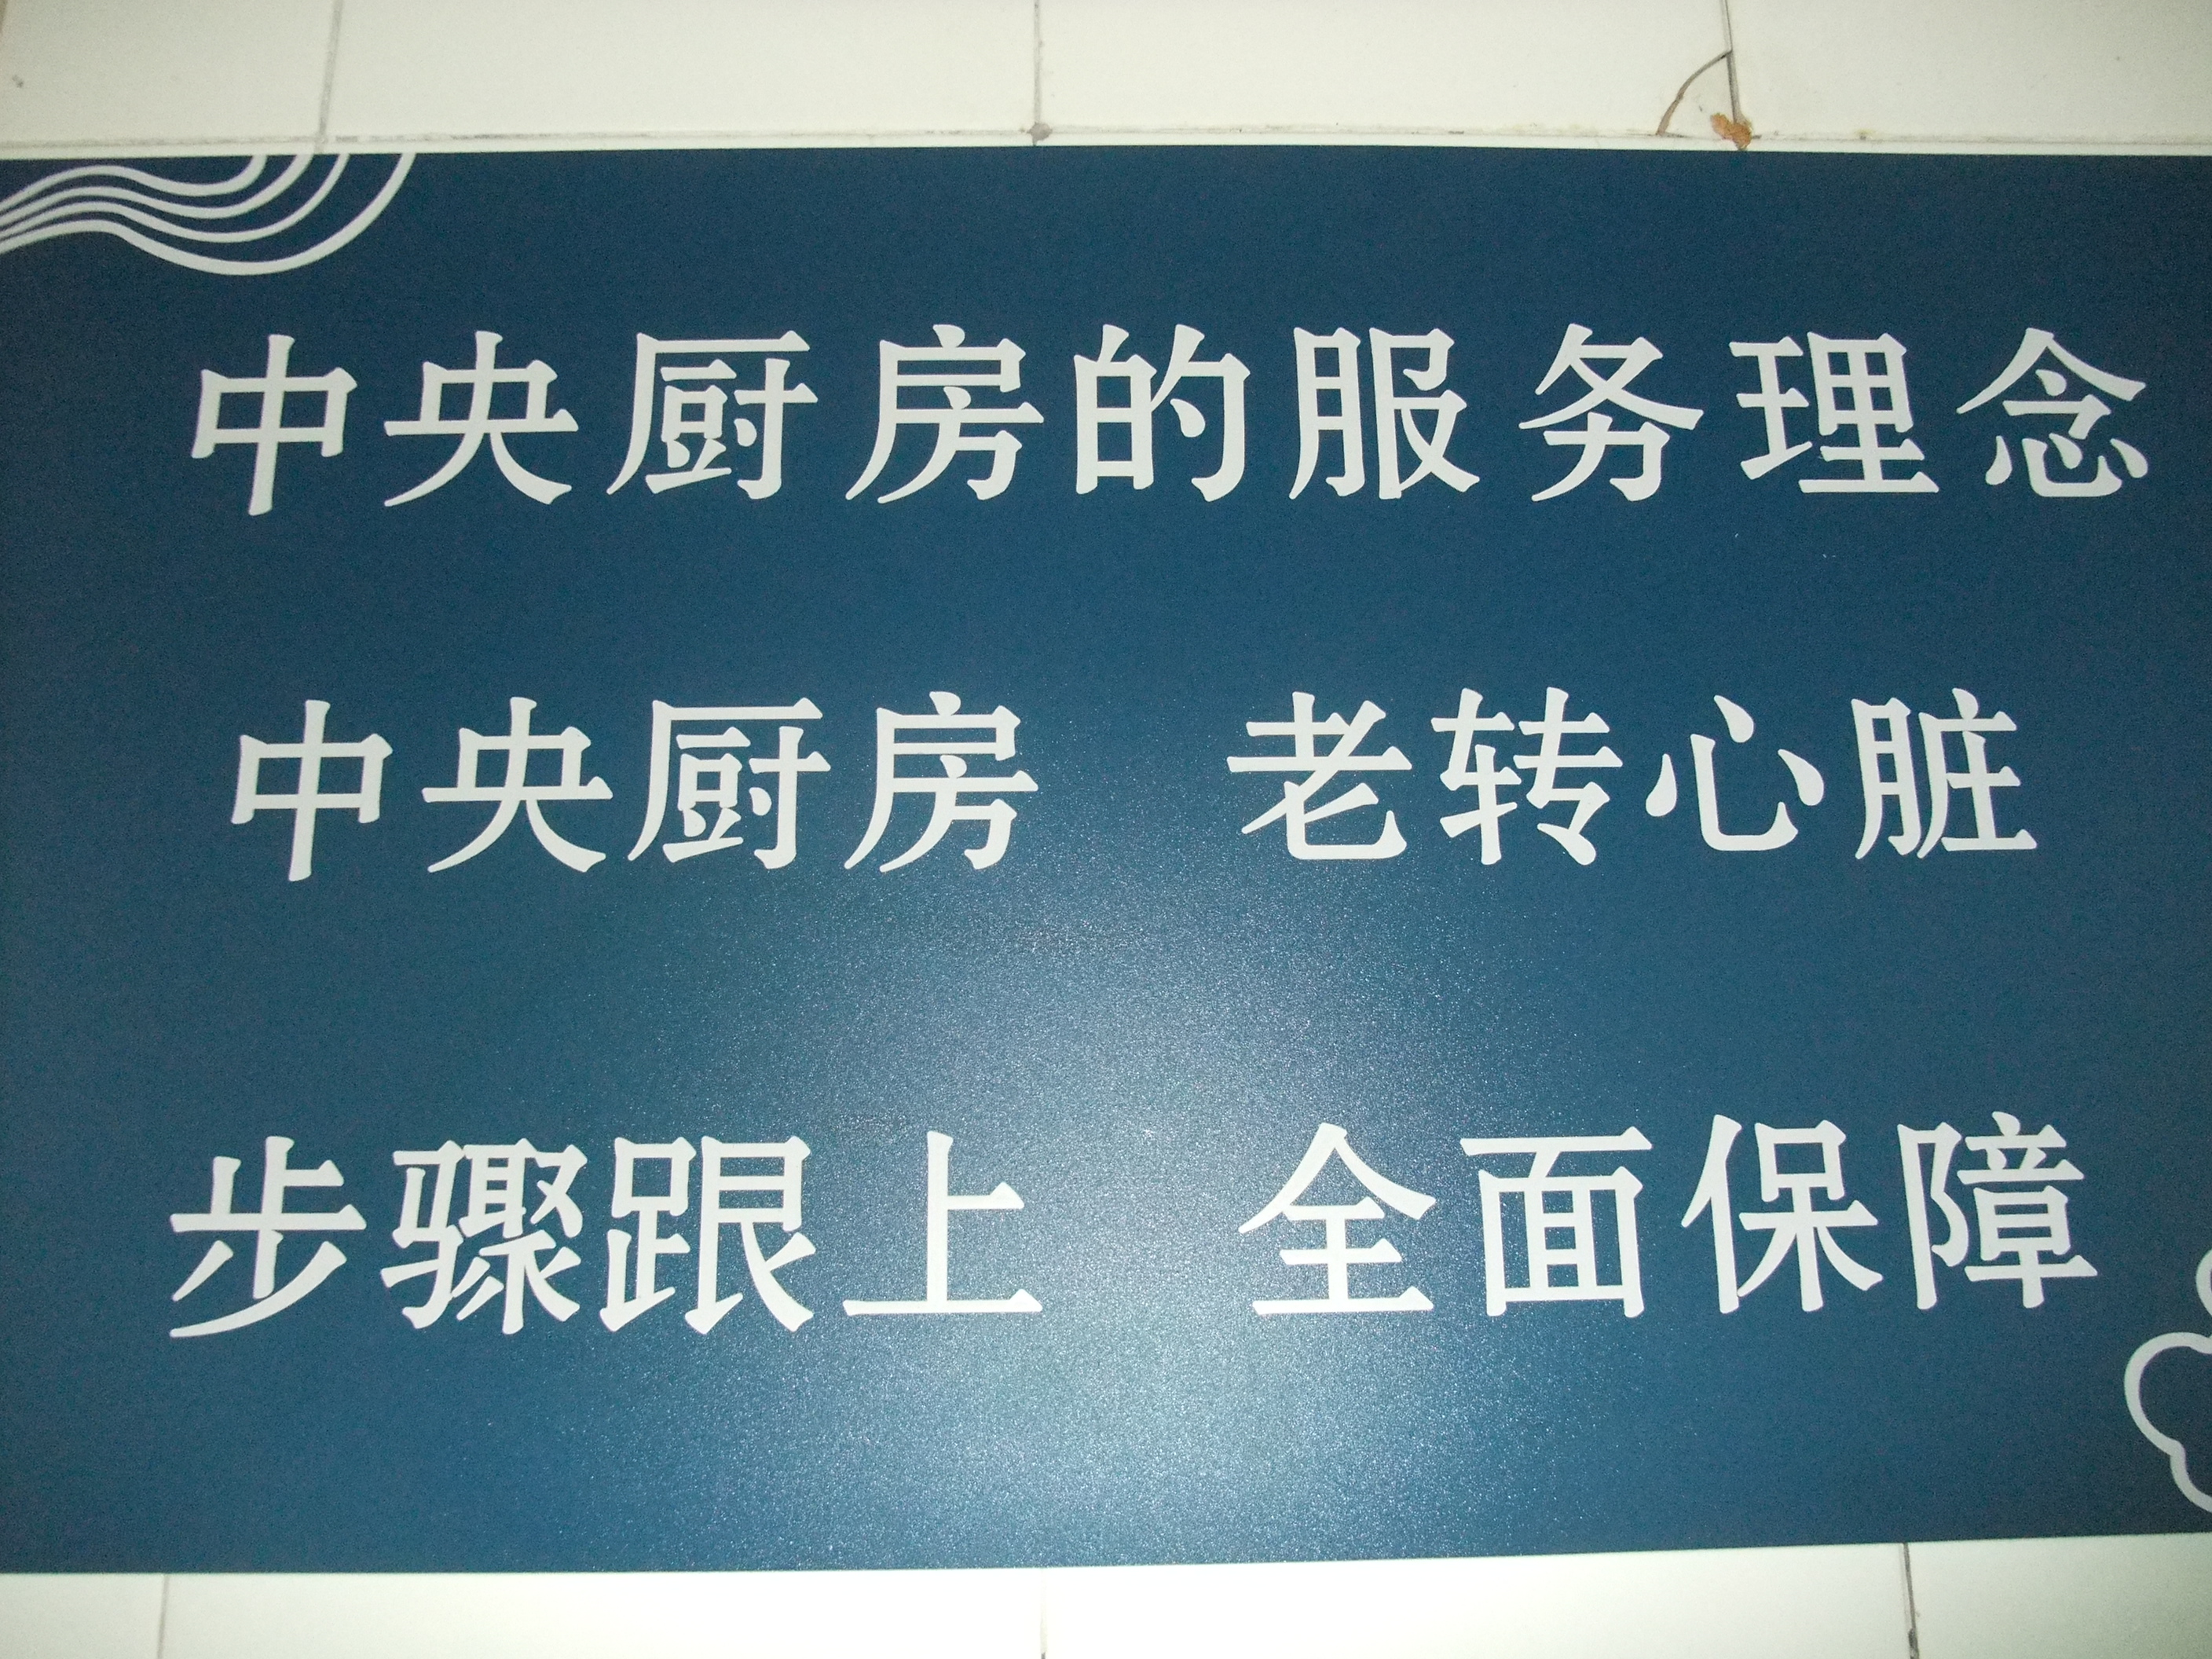 中央厨房的服务理念
中央厨房 老转心脏
步骤跟上 全面保障